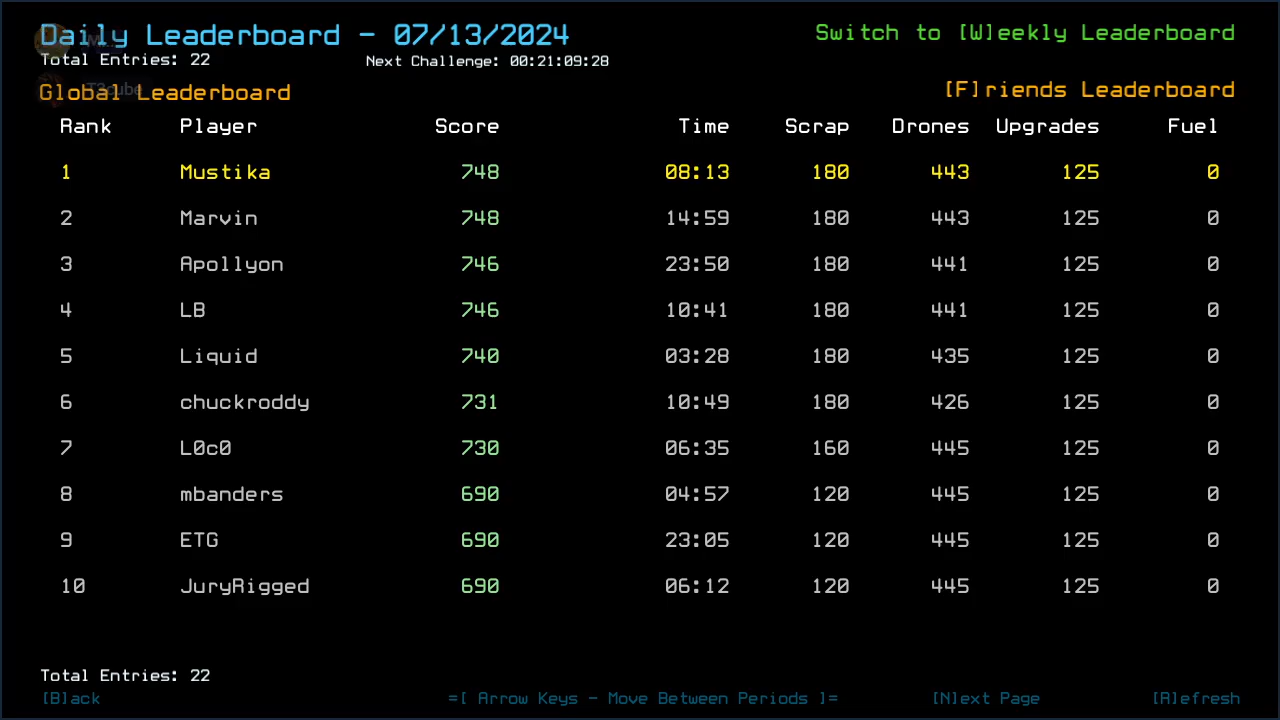 Daily Leaderboard - 07/13/2024
Switch to [W]eekly Leaderboard
Total Entries: 22
Next Challenge: 00:21:09:28
Global Leaderboard
[F]riends Leaderboard
Rank Player Score Time Scrap Drones Upgrades Fuel
1 Mustika 748 08:13 180 443 125 0
2 Marvin 748 14:59 180 443 125 0
3 Apollyon 746 23:50 180 441 125 0
4 LB 746 10:41 180 441 125 0
5 Liquid 740 03:28 180 435 125 0
6 chuckroddy 731 10:49 180 426 125 0
7 L0c0 730 06:35 160 445 125 0
8 mbanders 690 04:57 120 445 125 0
9 ETG 690 23:05 120 445 125 0
10 JuryRigged 690 06:12 120 445 125 0
Total Entries: 22
[B]ack
=[ Arrow Keys - Move Between Periods ]=
[N]ext Page
[R]efresh